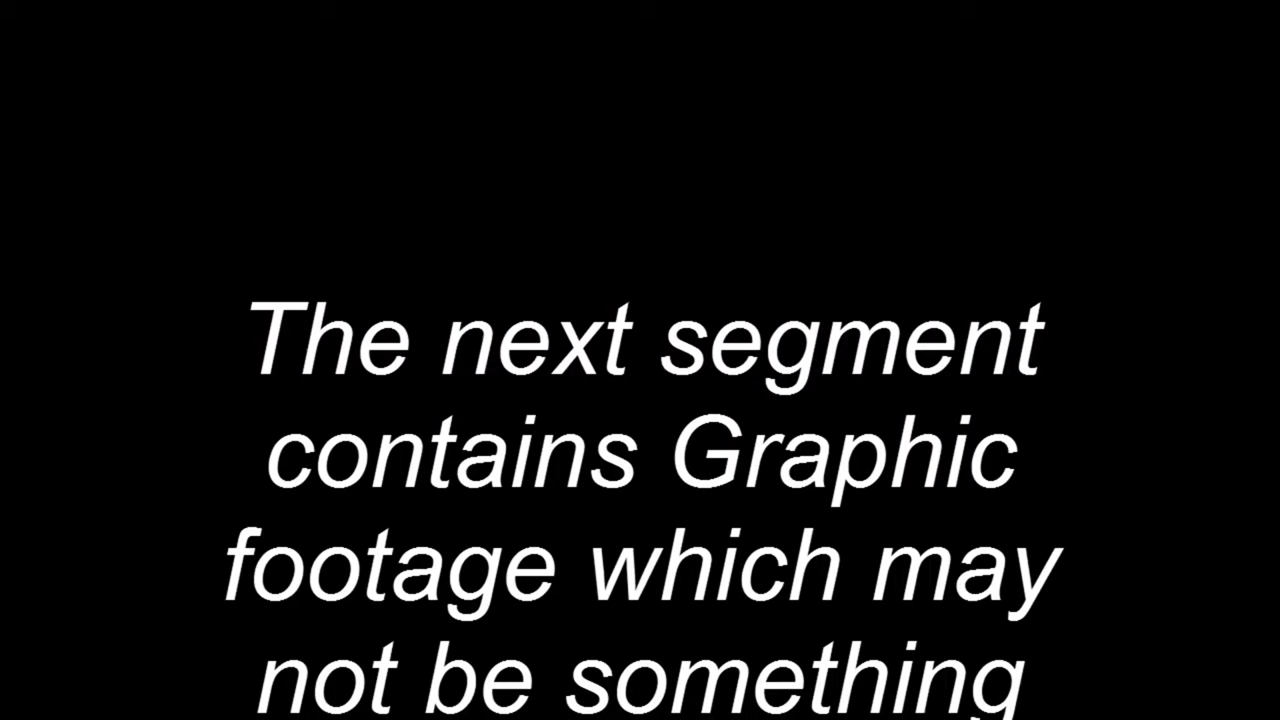 The next segment
contains Graphic
footage which may
not be something